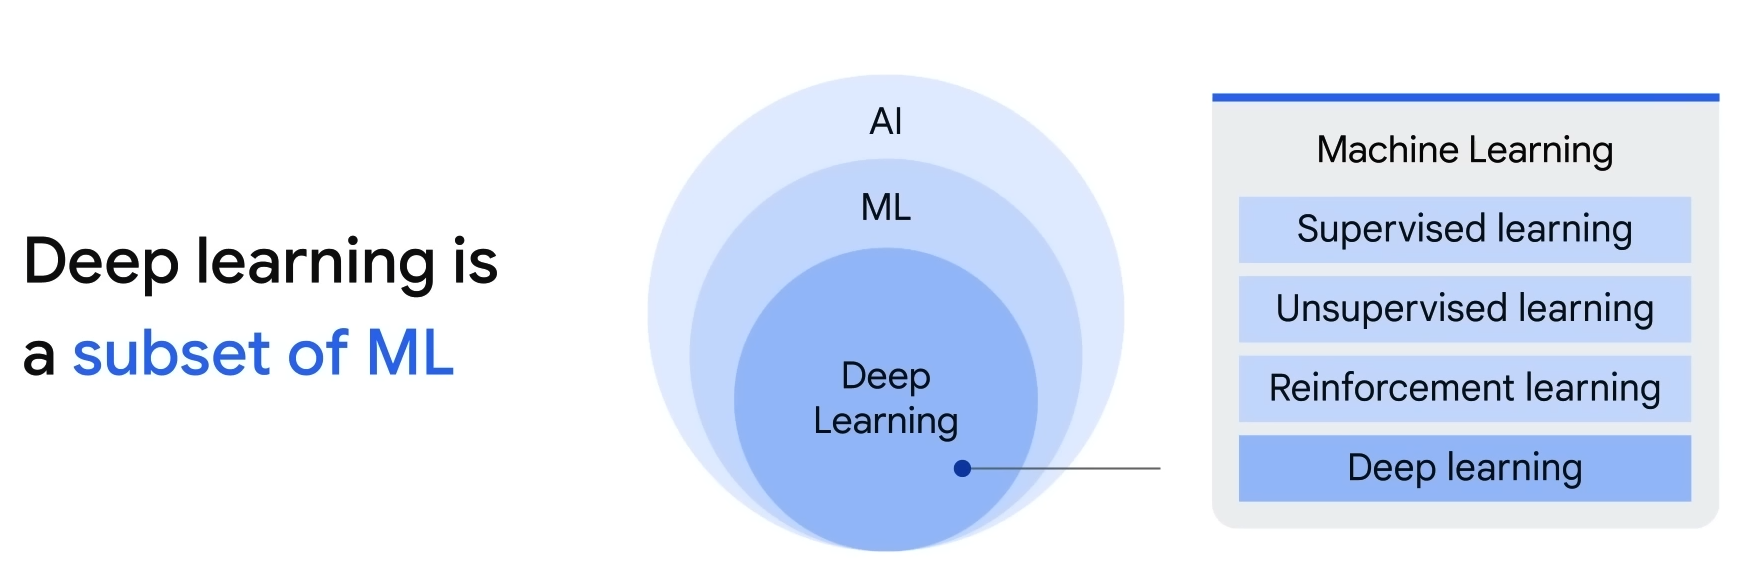 Deep learning is
a subset of ML
AI
ML
Deep
Learning
Machine Learning
Supervised learning
Unsupervised learning
Reinforcement learning
Deep learning